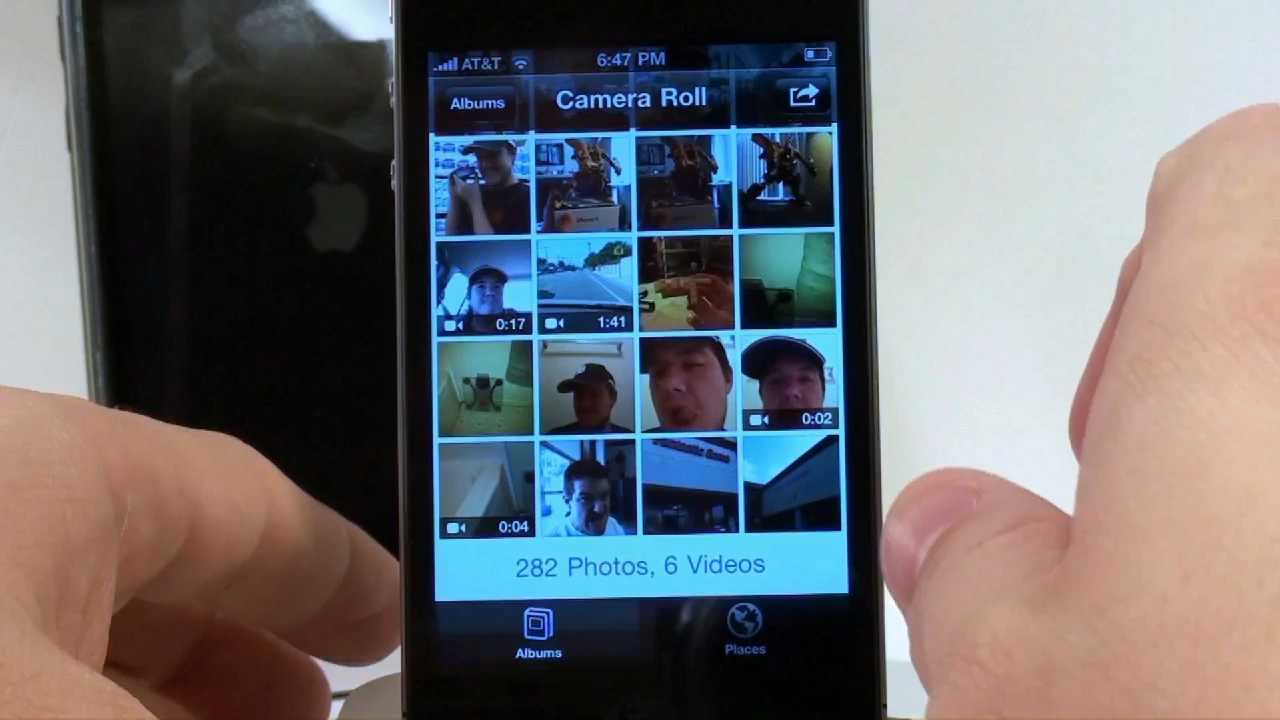 AT&T 6:47 PM
Albums Camera Roll
0:17 1:41
0:02
0:04
282 Photos, 6 Videos
Albums Places